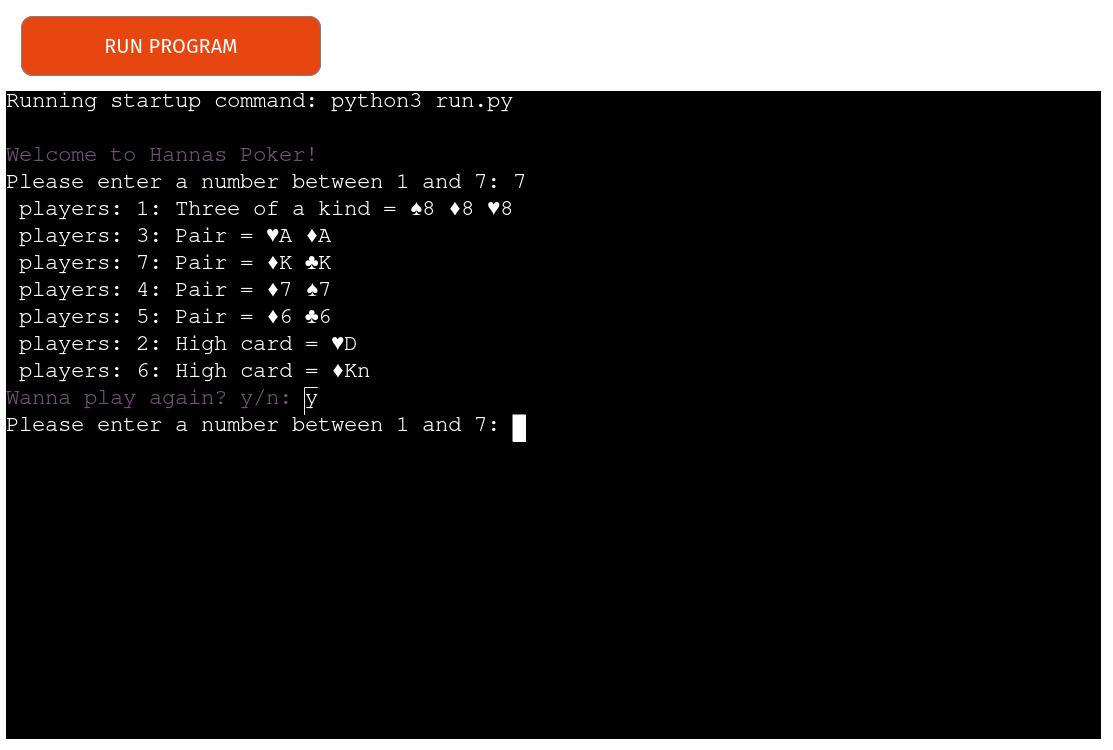 RUN PROGRAM
Running startup command: python3 run.py
Welcome to Hannas Poker!
Please enter a number between 1 and 7: 7
players: 1: Three of a kind = ♠8 ♦8 ♥8
players: 3: Pair = ♥A ♦A
players: 7: Pair = ♦K ♣K
players: 4: Pair = ♦7 ♠7
players: 5: Pair = ♦6 ♣6
players: 2: High card = ♥D
players: 6: High card = ♦Kn
Wanna play again? y/n: y
Please enter a number between 1 and 7: